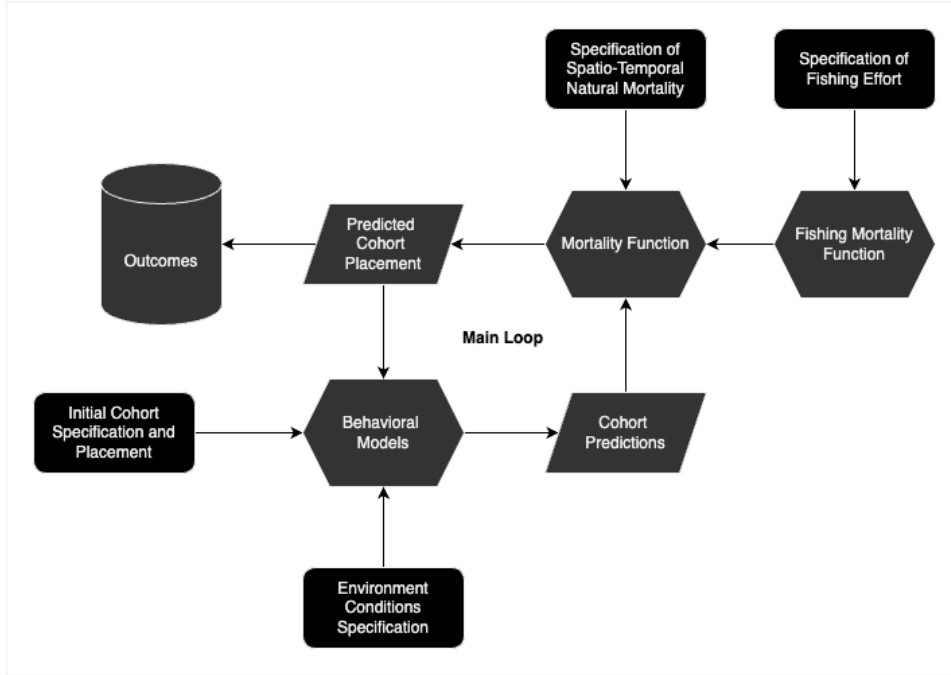 Specification of
Spatio-Temporal
Natural Mortality
Specification of
Fishing Effort
Outcomes
Predicted
Cohort
Placement
Mortality Function
Fishing Mortality
Function
Main Loop
Initial Cohort
Specification and
Placement
Behavioral
Models
Cohort
Predictions
Environment
Conditions
Specification